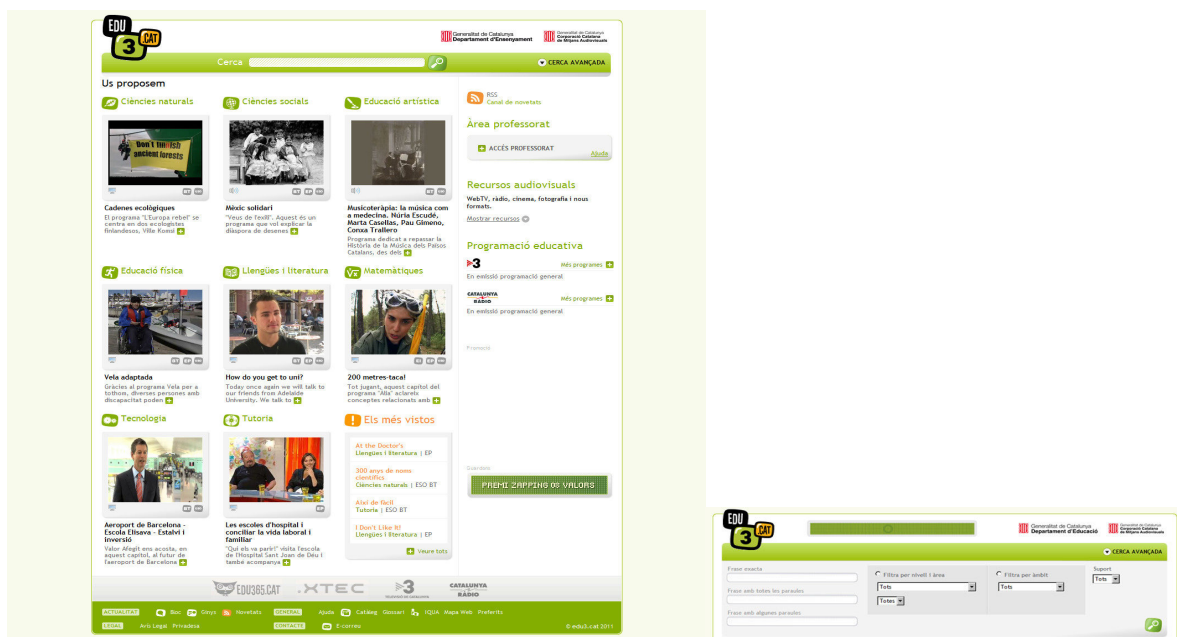 EDU
3 .CAT
Generalitat de Catalunya
Departament d'Ensenyament
Generalitat de Catalunya
Corporació Catalana
de Mitjans Audiovisuals
Cerca
CERCA AVANÇADA
Us proposem
Ciències naturals
Ciències socials
Educació artística
Don't finnish
ancient forests
Cadenes ecològiques
El programa "L'Europa rebel" se
centra en dos ecologistes
finlandesos, Ville Komsi
Mèxic solidari
"Veus de l'exili". Aquest és un
programa que vol explicar la
diàspora de desenes
Musicoteràpia: la música com
a medecina. Núria Escudé,
Marta Casellas, Pau Gimeno,
Conxa Trallero
Programa dedicat a repassar la
Història de la Música dels Països
Catalans, des dels
Educació física
Llengües i literatura
Matemàtiques
Vela adaptada
Gràcies al programa Vela per a
tothom, diverses persones amb
discapacitat poden
How do you get to uni?
Today once again we will talk to
our friends from Adelaide
University. We talk to
200 metres-taca!
Tot jugant, aquest capítol del
programa "Alía" aclareix
conceptes relacionats amb
Tecnologia
Tutoria
Els més vistos
Aeroport de Barcelona -
Escola Elisava - Estalvi i
inversió
Valor Afegit ens acosta, en
aquest capítol, al futur de
l'aeroport de Barcelona
Les escoles d'hospital i
conciliar la vida laboral i
familiar
"Qui els va parir!" visita l'escola
de l'Hospital Sant Joan de Déu i
també acompanya
At the Doctor's
Llengües i literatura | EP
300 anys de noms
científics
Ciències naturals | ESO BT
Així de fàcil
Tutoria | ESO BT
I Don't Like It!
Llengües i literatura | EP
Veure tots
RSS
Canal de novetats
Àrea professorat
ACCÉS PROFESSORAT
Ajuda
Recursos audiovisuals
WebTV, ràdio, cinema, fotografia i nous
formats.
Mostrar recursos
Programació educativa
3
Més programes
En emissió programació general
CATALUNYA
RÀDIO
Més programes
En emissió programació general
Promoció
Guardons
PREMI ZAPPING OS VALORS
EDU365.CAT
XTEC
3
CATALUNYA
RÀDIO
ACTUALITAT Bloc Ginys Novetats GENERAL Ajuda Catàleg Glossari IQUA Mapa Web Preferits
LEGAL Avís Legal Privadesa CONTACTE E-correu
© edu3.cat 2011
EDU
3 .CAT
Generalitat de Catalunya
Departament d'Educació
Generalitat de Catalunya
Corporació Catalana
de Mitjans Audiovisuals
CERCA AVANÇADA
Frase exacta
Frase amb totes les paraules
Frase amb algunes paraules
Filtra per nivell i àrea
Tots
Totes
Filtra per àmbit
Tots
Suport
Tots